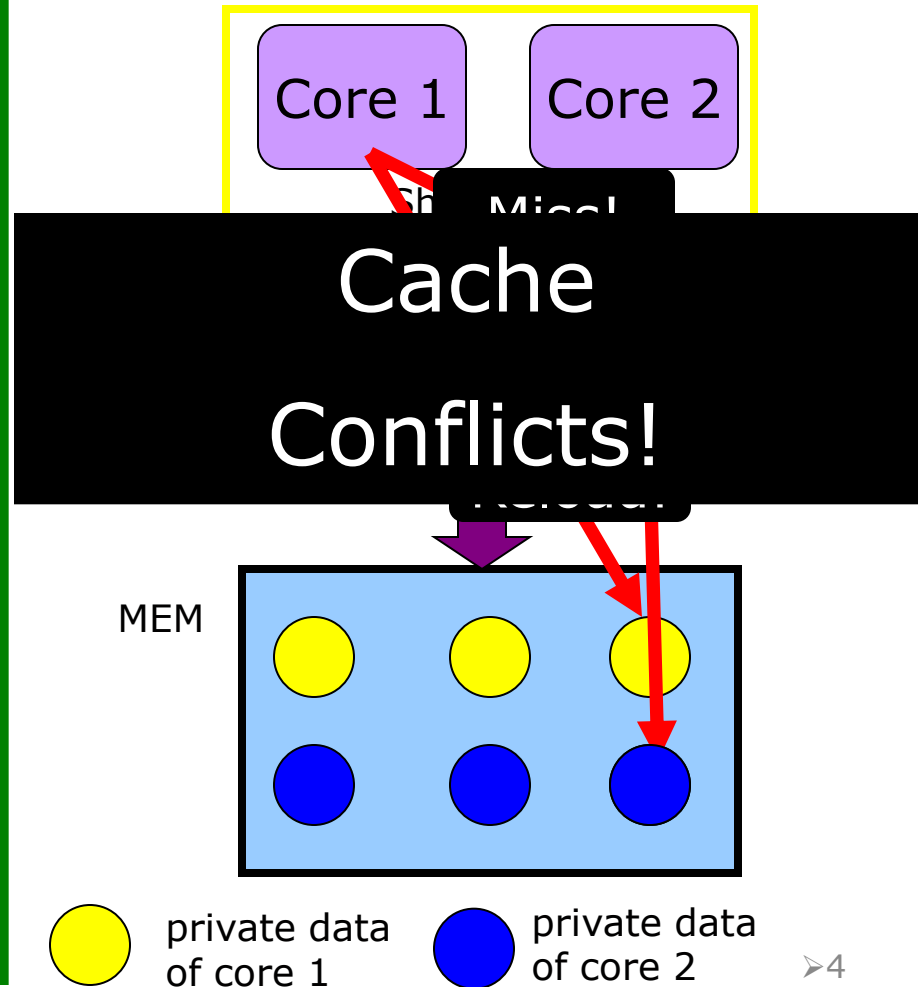 Core 1
Core 2
Miss!
Cache
Conflicts!
MEM
private data
of core 1
private data
of core 2
➢4